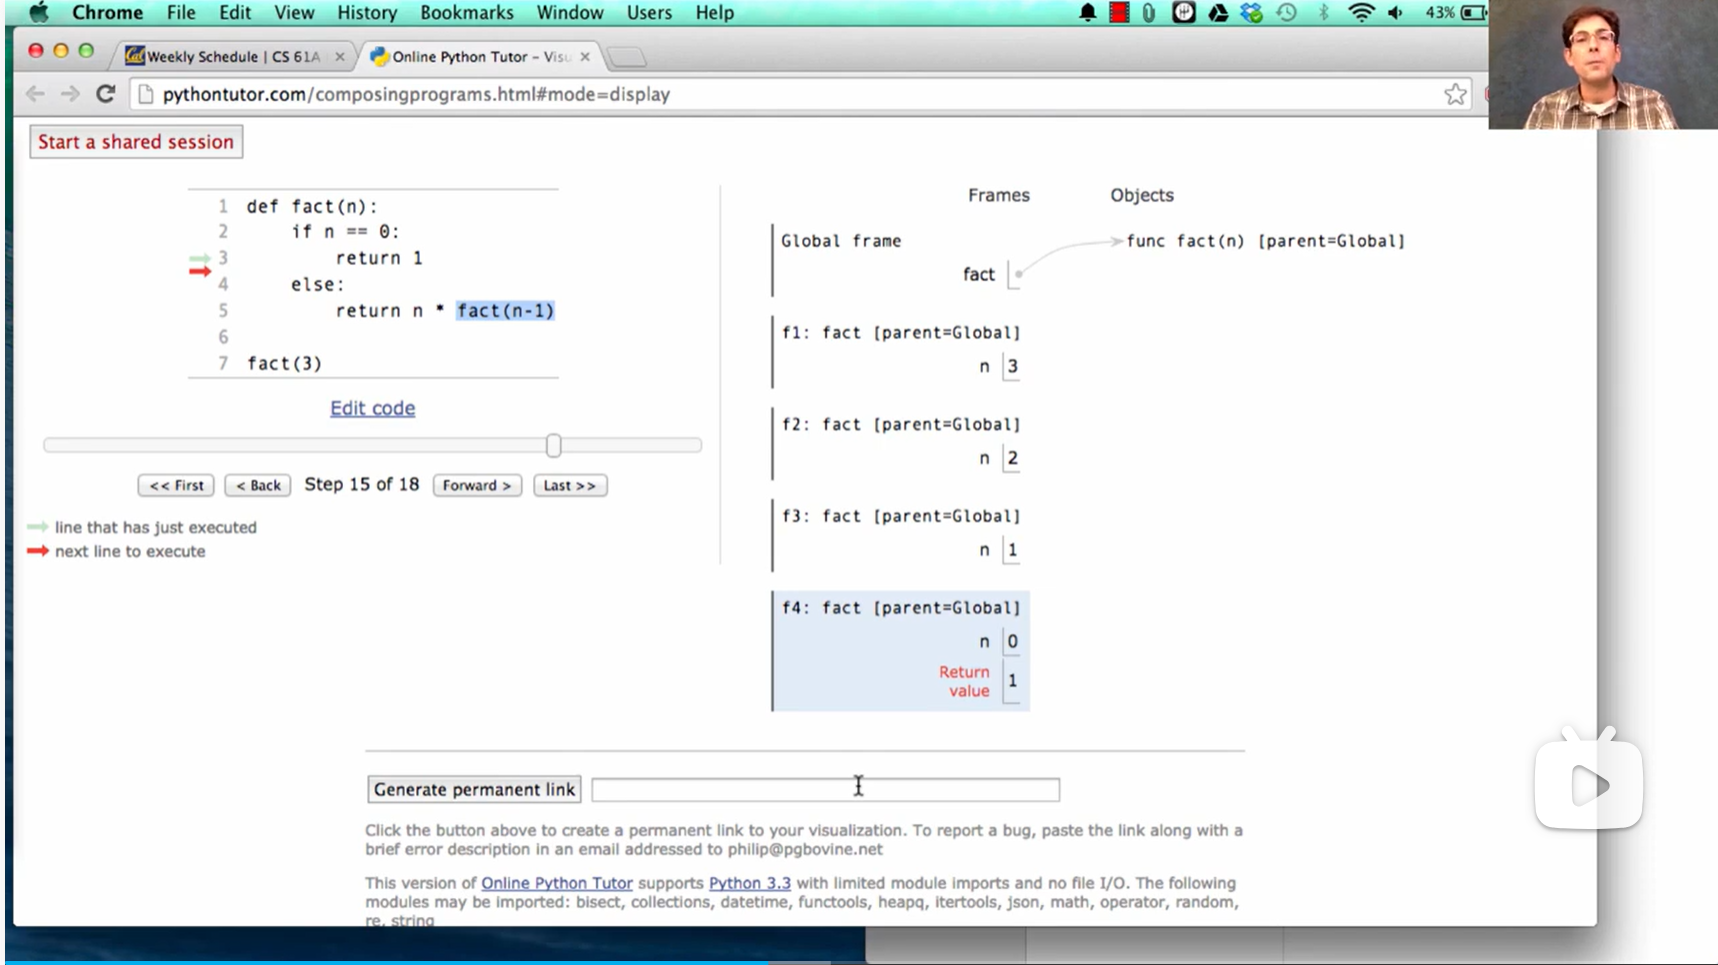 Chrome File Edit View History Bookmarks Window Users Help 43%
Weekly Schedule | CS 61A Online Python Tutor – Visu
pythontutor.com/composingprograms.html#mode=display
Start a shared session
Frames Objects
1 def fact(n):
2 if n == 0:
3 return 1
4 else:
5 return n * fact(n-1)
6
7 fact(3)
Edit code
<< First < Back Step 15 of 18 Forward > Last >>
line that has just executed
next line to execute
Global frame
fact
func fact(n) [parent=Global]
f1: fact [parent=Global]
n 3
f2: fact [parent=Global]
n 2
f3: fact [parent=Global]
n 1
f4: fact [parent=Global]
n 0
Return
value 1
Generate permanent link
Click the button above to create a permanent link to your visualization. To report a bug, paste the link along with a
brief error description in an email addressed to philip@pgbovine.net
This version of Online Python Tutor supports Python 3.3 with limited module imports and no file I/O. The following
modules may be imported: bisect, collections, datetime, functools, heapq, itertools, json, math, operator, random,
re, string